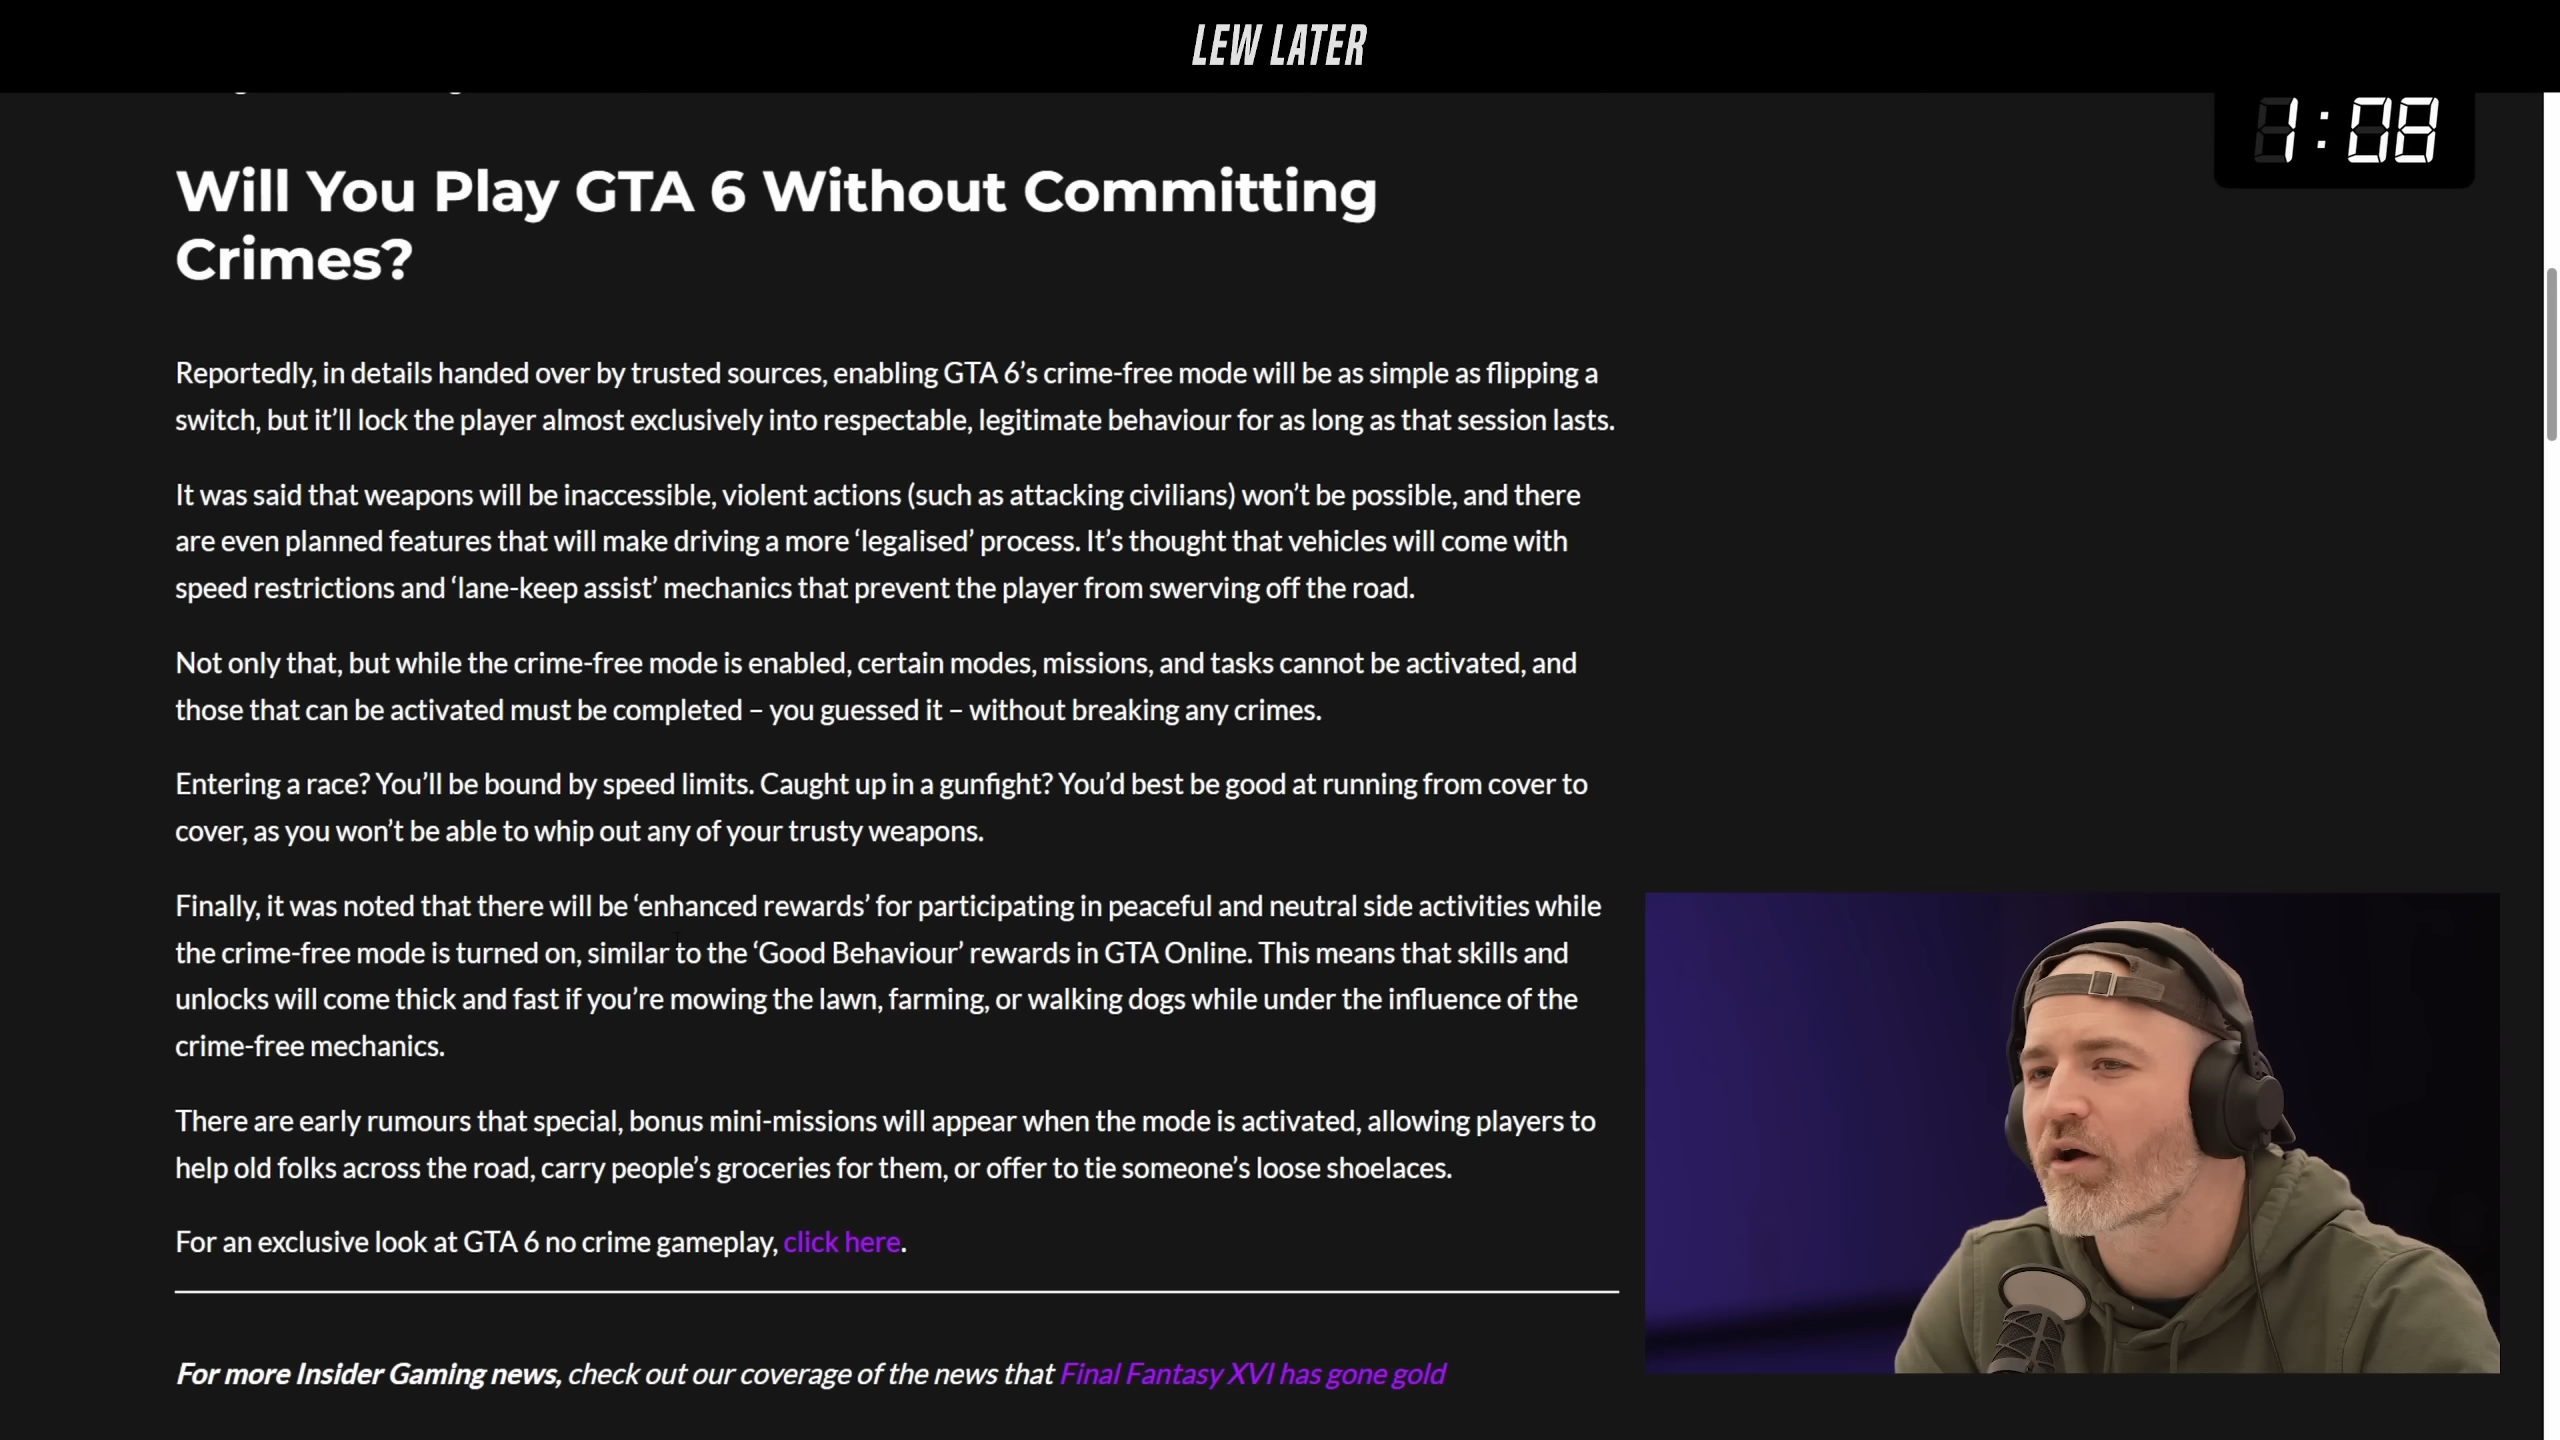 LEW LATER
1:08
Will You Play GTA 6 Without Committing
Crimes?
Reportedly, in details handed over by trusted sources, enabling GTA 6’s crime-free mode will be as simple as flipping a
switch, but it’ll lock the player almost exclusively into respectable, legitimate behaviour for as long as that session lasts.
It was said that weapons will be inaccessible, violent actions (such as attacking civilians) won’t be possible, and there
are even planned features that will make driving a more ‘legalised’ process. It’s thought that vehicles will come with
speed restrictions and ‘lane-keep assist’ mechanics that prevent the player from swerving off the road.
Not only that, but while the crime-free mode is enabled, certain modes, missions, and tasks cannot be activated, and
those that can be activated must be completed – you guessed it – without breaking any crimes.
Entering a race? You’ll be bound by speed limits. Caught up in a gunfight? You’d best be good at running from cover to
cover, as you won’t be able to whip out any of your trusty weapons.
Finally, it was noted that there will be ‘enhanced rewards’ for participating in peaceful and neutral side activities while
the crime-free mode is turned on, similar to the ‘Good Behaviour’ rewards in GTA Online. This means that skills and
unlocks will come thick and fast if you’re mowing the lawn, farming, or walking dogs while under the influence of the
crime-free mechanics.
There are early rumours that special, bonus mini-missions will appear when the mode is activated, allowing players to
help old folks across the road, carry people’s groceries for them, or offer to tie someone’s loose shoelaces.
For an exclusive look at GTA 6 no crime gameplay, click here.
For more Insider Gaming news, check out our coverage of the news that Final Fantasy XVI has gone gold